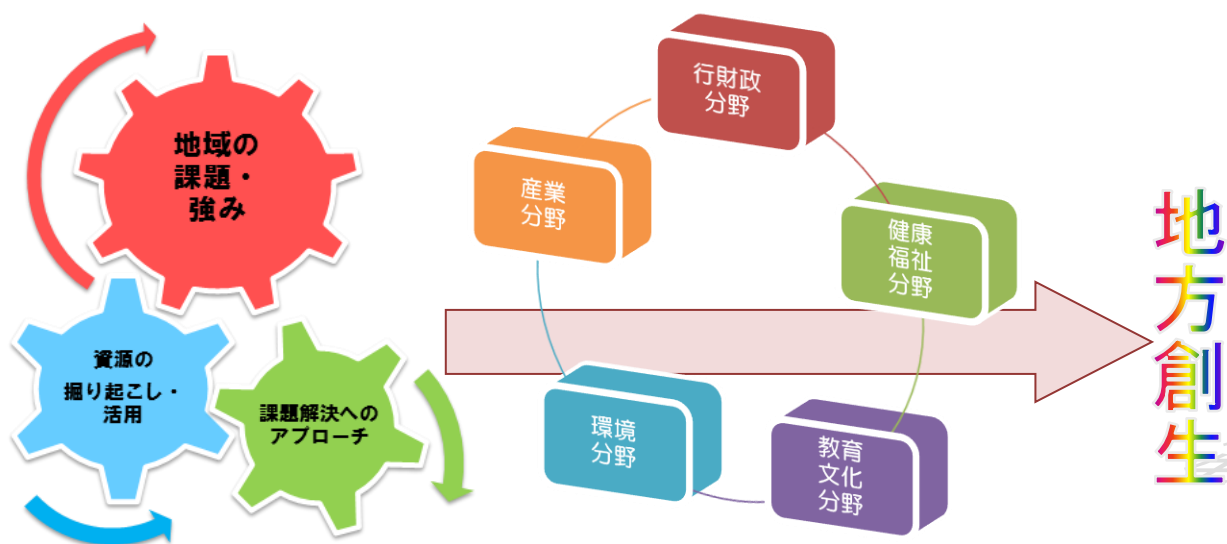 地域の
課題・
強み
資源の
掘り起こし・
活用
課題解決への
アプローチ
行財政
分野
産業
分野
健康
福祉
分野
環境
分野
教育
文化
分野
地方創生